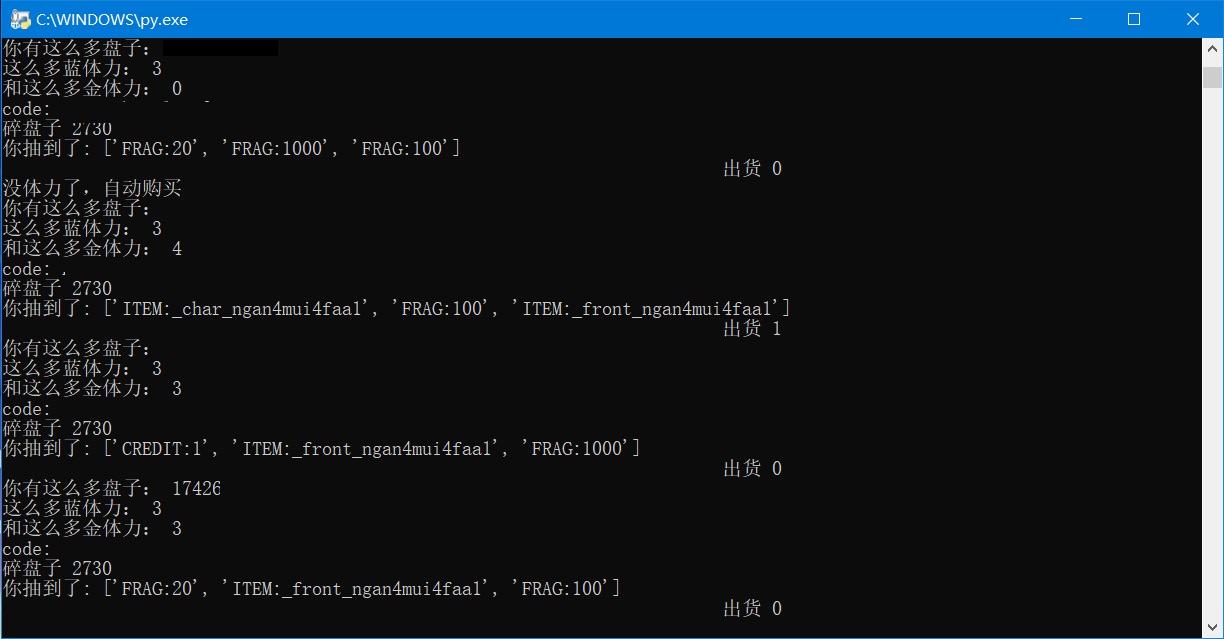 C:\WINDOWS\py.exe
你有这么多盘子:
这么多蓝体力: 3
和这么多金体力: 0
code:
碎盘子 2730
你抽到了: ['FRAG:20', 'FRAG:1000', 'FRAG:100']
出货 0
没体力了，自动购买
你有这么多盘子:
这么多蓝体力: 3
和这么多金体力: 4
code:
碎盘子 2730
你抽到了: ['ITEM:_char_ngan4mui4faal', 'FRAG:100', 'ITEM:_front_ngan4mui4faal']
出货 1
你有这么多盘子:
这么多蓝体力: 3
和这么多金体力: 3
code:
碎盘子 2730
你抽到了: ['CREDIT:1', 'ITEM:_front_ngan4mui4faal', 'FRAG:1000']
出货 0
你有这么多盘子: 17426
这么多蓝体力: 3
和这么多金体力: 3
code:
碎盘子 2730
你抽到了: ['FRAG:20', 'ITEM:_front_ngan4mui4faal', 'FRAG:100']
出货 0